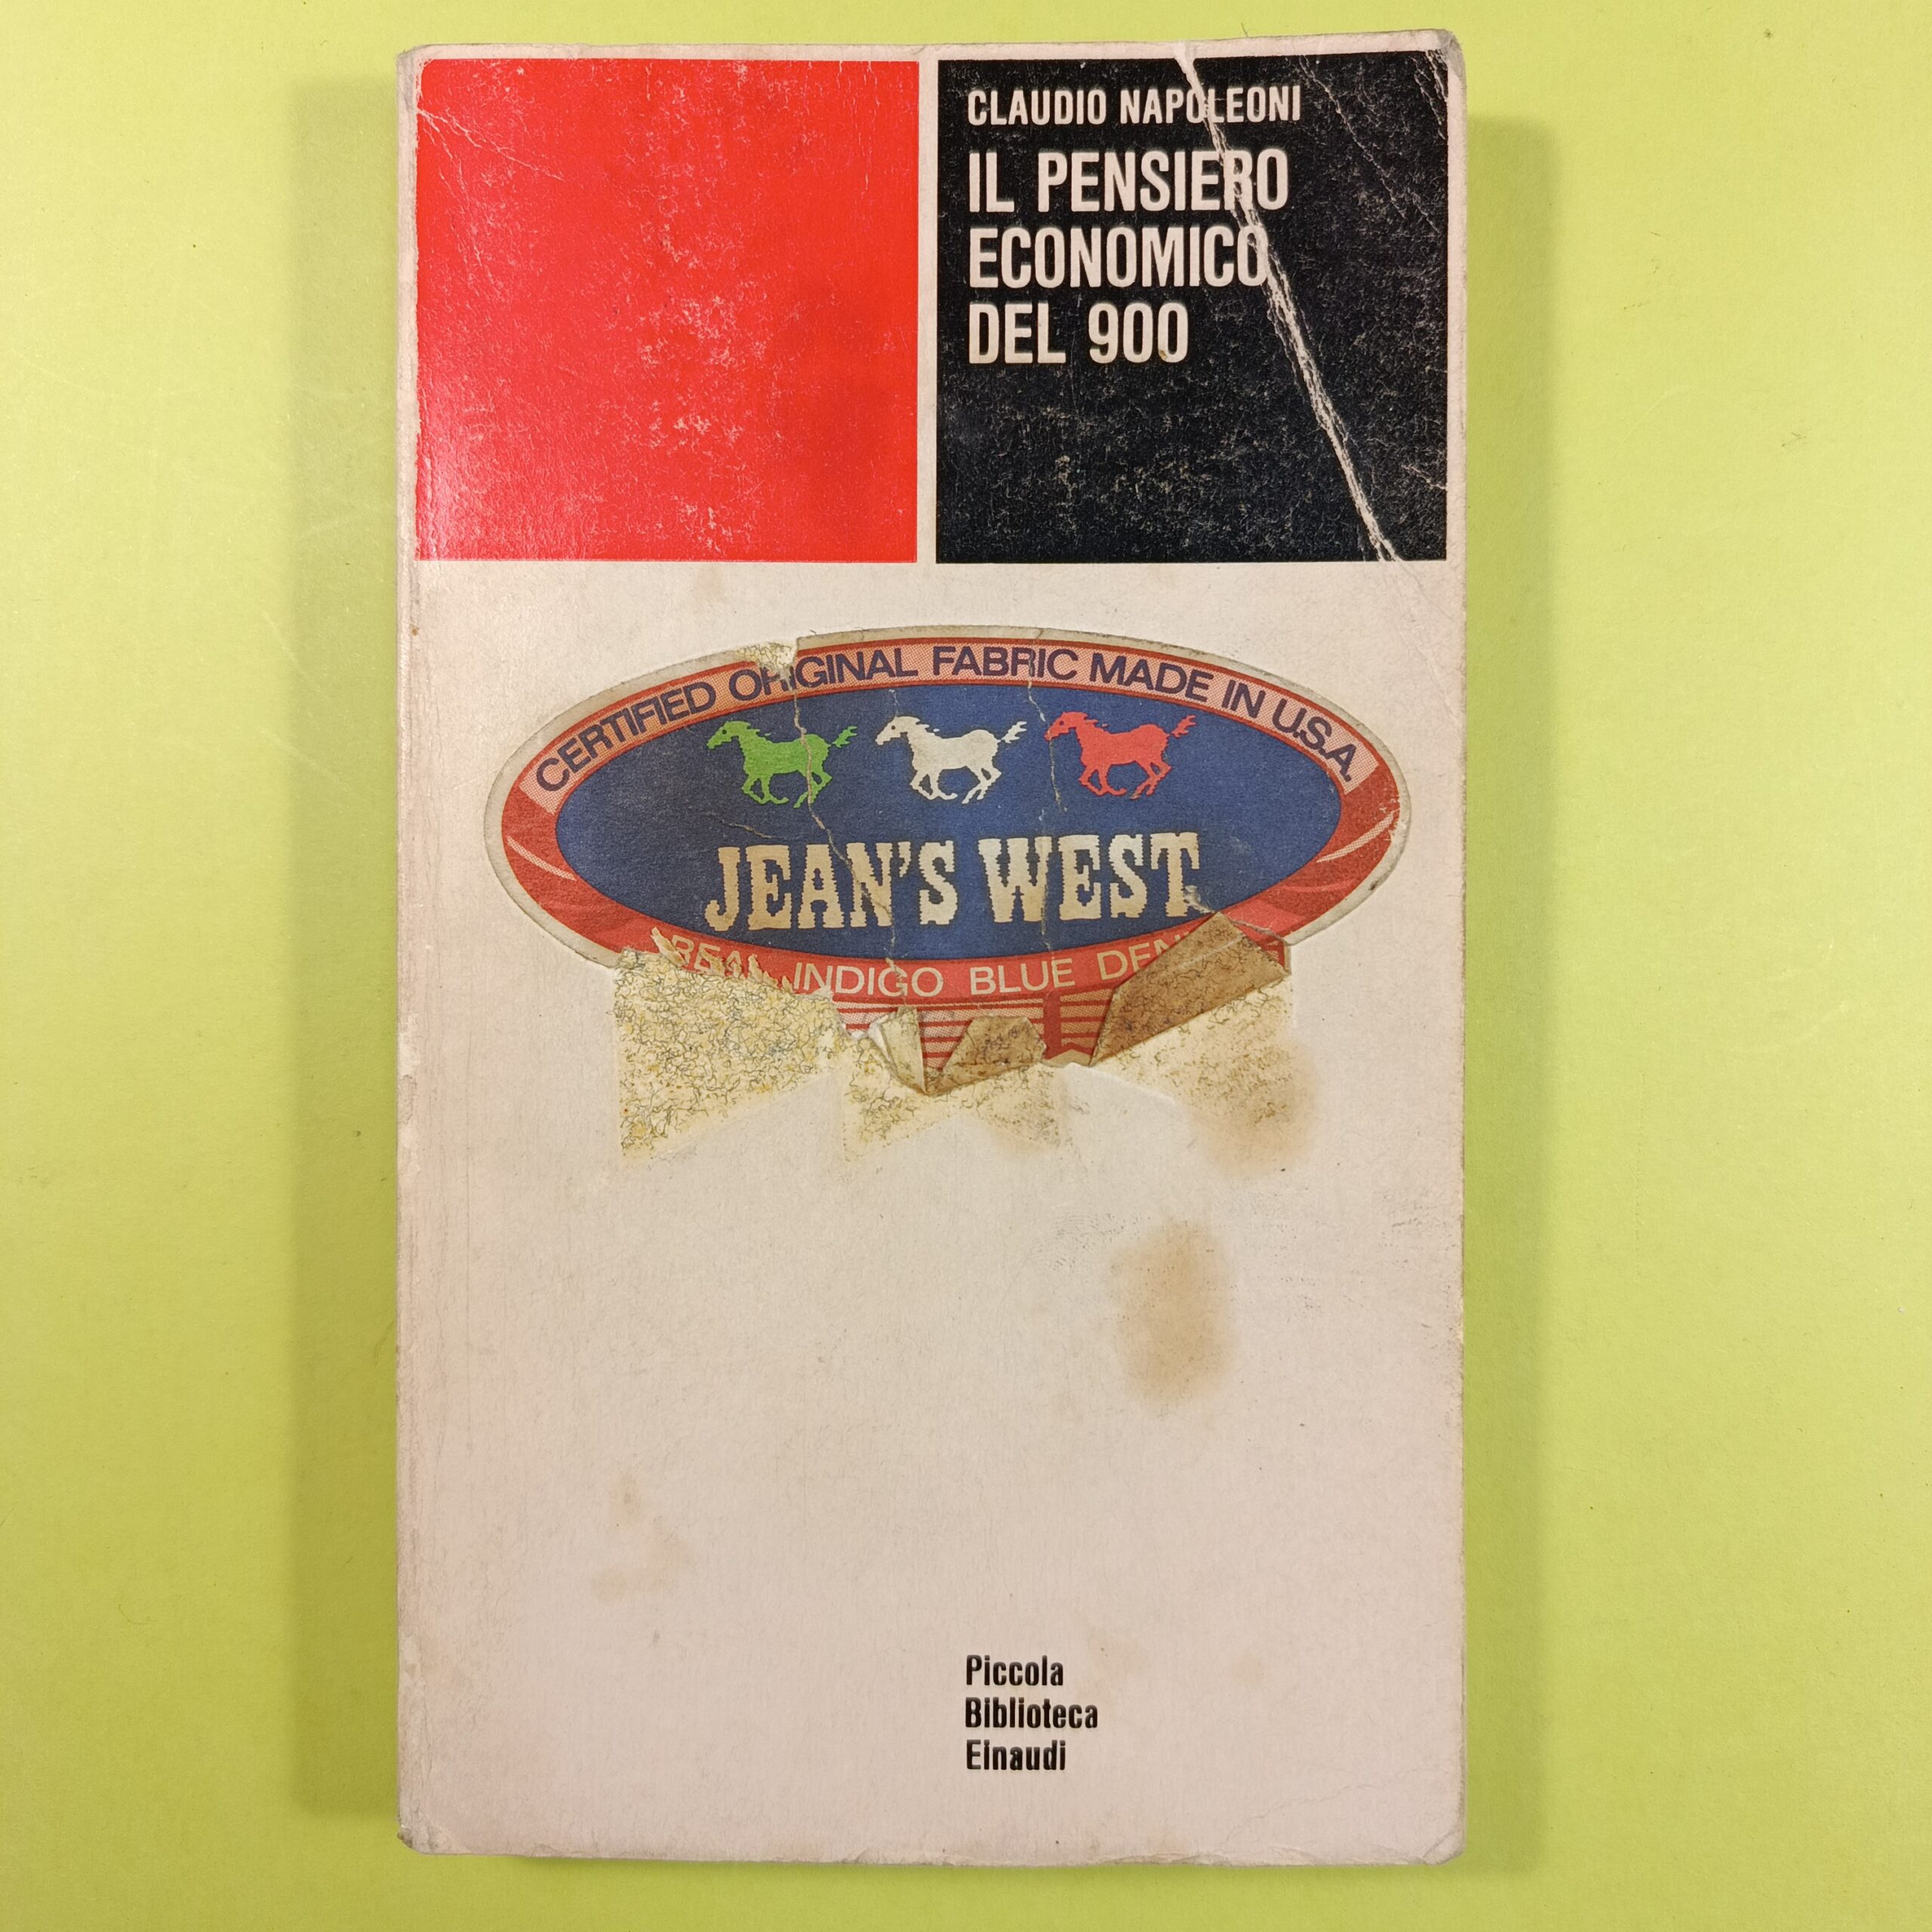 CLAUDIO NAPOLEONI
IL PENSIERO
ECONOMICO
DEL 900
CERTIFIED ORIGINAL FABRIC MADE IN U.S.A.
JEAN'S WEST
REAL INDIGO BLUE
Piccola
Biblioteca
Einaudi